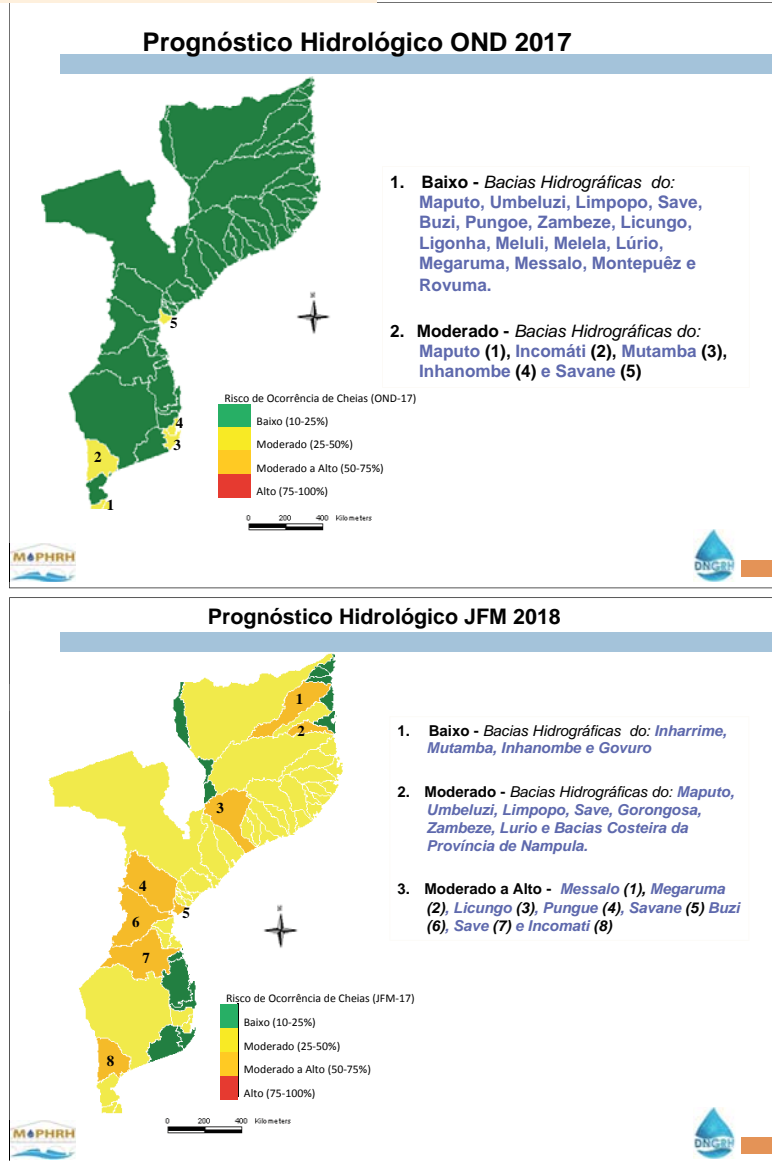 Prognóstico Hidrológico OND 2017
1. Baixo - Bacias Hidrográficas do:
Maputo, Umbeluzi, Limpopo, Save,
Buzi, Pungoe, Zambeze, Licungo,
Ligonha, Meluli, Melela, Lúrio,
Megaruma, Messalo, Montepuêz e
Rovuma.
2. Moderado - Bacias Hidrográficas do:
Maputo (1), Incomáti (2), Mutamba (3),
Inhanombe (4) e Savane (5)
5
4
3
2
1
Risco de Ocorrência de Cheias (OND-17)
Baixo (10-25%)
Moderado (25-50%)
Moderado a Alto (50-75%)
Alto (75-100%)
0 200 400 Kilometers
MOPHRH
DNGRH
Prognóstico Hidrológico JFM 2018
1. Baixo - Bacias Hidrográficas do: Inharrime,
Mutamba, Inhanombe e Govuro
2. Moderado - Bacias Hidrográficas do: Maputo,
Umbeluzi, Limpopo, Save, Gorongosa,
Zambeze, Lurio e Bacias Costeira da
Província de Nampula.
3. Moderado a Alto - Messalo (1), Megaruma
(2), Licungo (3), Pungue (4), Savane (5) Buzi
(6), Save (7) e Incomati (8)
1
2
3
4
5
6
7
8
Risco de Ocorrência de Cheias (JFM-17)
Baixo (10-25%)
Moderado (25-50%)
Moderado a Alto (50-75%)
Alto (75-100%)
0 200 400 Kilometers
MOPHRH
DNGRH